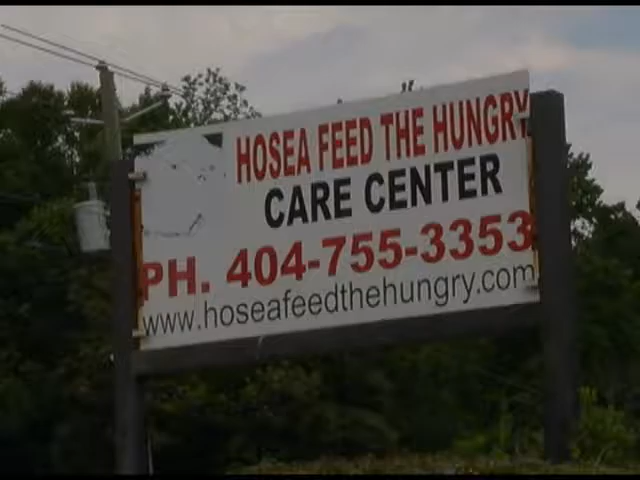 HOSEA FEED THE HUNGRY
CARE CENTER
PH. 404-755-3353
www.hoseafeedthehungry.com